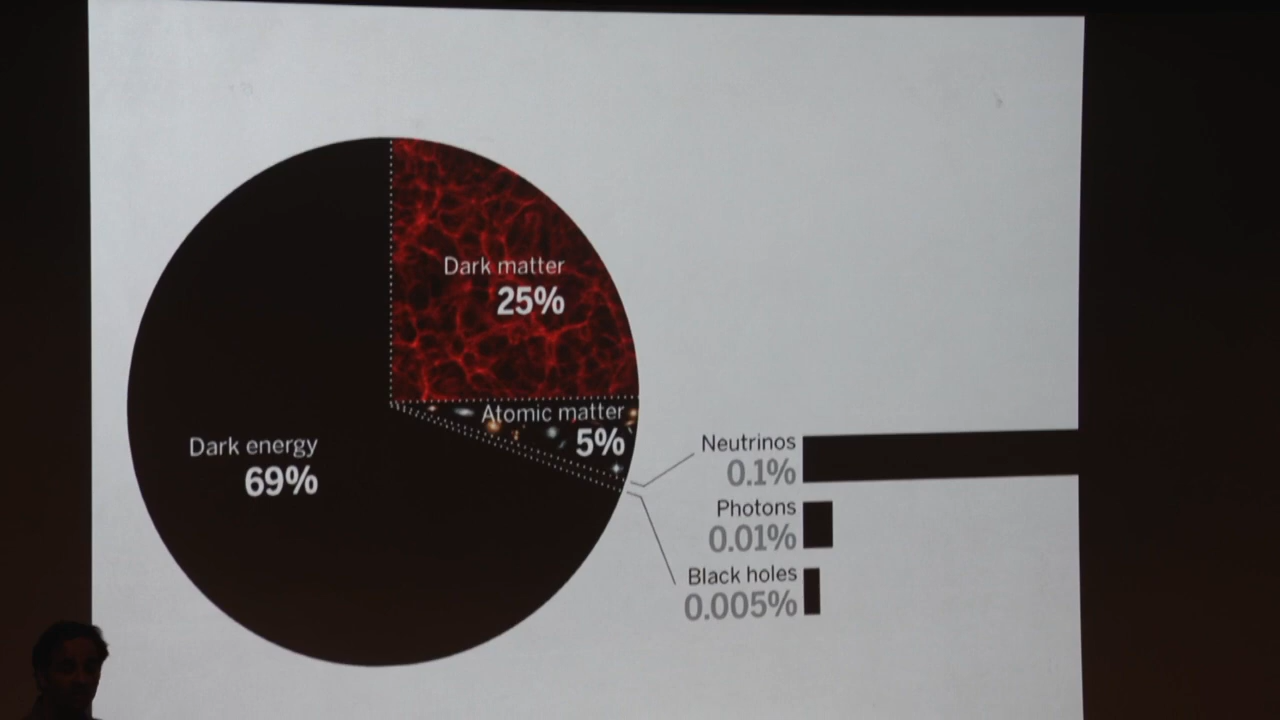 Dark matter
25%
Atomic matter
5%
Dark energy
69%
Neutrinos
0.1%
Photons
0.01%
Black holes
0.005%